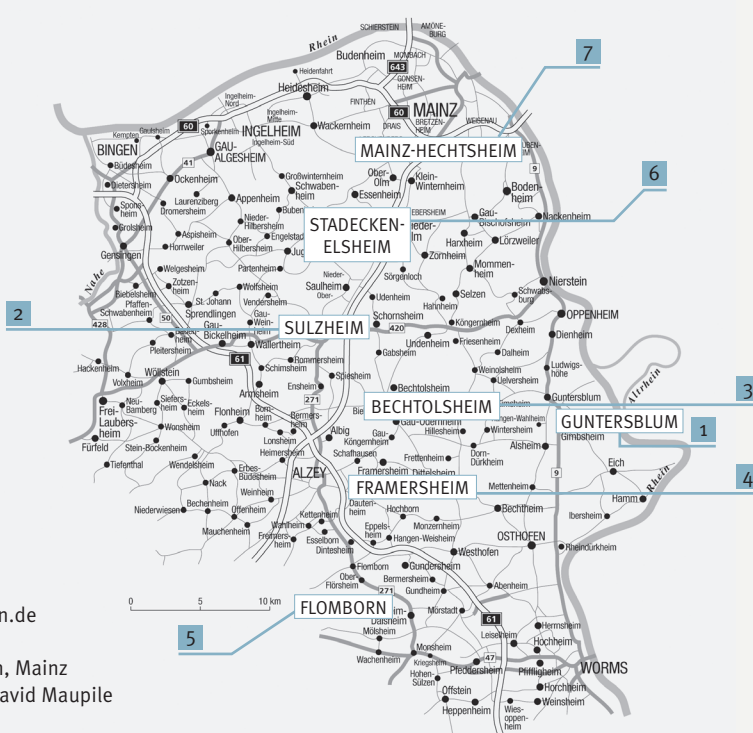 SCHIERSTEIN
AMÖNE-
BURG
Rhein
Budenheim
MOMBACH
643
7
Heidenfahrt
GONSEN-
HEIM
Heidesheim
Ingelheim-
Nord
FINTHEN
60
MAINZ
60
Ingelheim-
Mitte
Wackernheim
DRAIS
BRETZEN-
HEIM
WEISENAU
Kempten
Gaulsheim
Sporkenheim
INGELHEIM
Ingelheim-Süd
BINGEN
GAU-
ALGESHEIM
MAINZ-HECHTSHEIM
9
Büdesheim
41
6
Dietersheim
Ockenheim
Großwinternheim
Schwaben-
heim
Ober-
Olm
Klein-
Winternheim
Essenheim
Boden-
heim
Spons-
heim
Laurenziberg
Dromersheim
Appenheim
Nieder-
Hilbersheim
STADECKEN-
ELSHEIM
EBERSHEIM
Gau-
Bischofsheim
Nackenheim
Grolsheim
Aspisheim
Ober-
Hilbersheim
Harxheim
Lörzweiler
Gensingen
Horrweiler
Zornheim
Nahe
Welgesheim
Partenheim
Mommen-
heim
Zotzen-
heim
Nieder-
Saulheim
Ober-
Sörgenloch
Nierstein
Biebelsheim
Wolfsheim
Selzen
Schwabs-
burg
Pfaffen-
Schwabenheim
St. Johann
Sprendlingen
Vendersheim
Udenheim
Hahnheim
2
50
Gau-
Bickelheim
Gau-
Wein-
heim
SULZHEIM
Schornsheim
420
Köngernheim
Dexheim
OPPENHEIM
428
Wallertheim
Undenheim
Friesenheim
Dienheim
Pleitersheim
61
Rommersheim
Gabsheim
Dalheim
Hackenheim
Wöllstein
Schimsheim
Spiesheim
Weinolsheim
Ludwigs-
höhe
Volxheim
Gumbsheim
Armsheim
Ensheim
Bechtolsheim
Uelversheim
Altrhein
Frei-
Laubers-
heim
Neu-
Bamberg
Siefers-
heim
Eckels-
heim
271
BECHTOLSHEIM
Guntersblum
3
Flonheim
Born-
heim
Bermers-
heim
Gau-Odernheim
GUNTERSBLUM
1
Wonsheim
Uffhofen
Albig
Gau-
Köngernheim
Hillesheim
Wintersheim
Gimbsheim
Fürfeld
Stein-Bockenheim
Lonsheim
Schafhausen
Alsheim
Heimersheim
Frettenheim
Dorn-
Dürkheim
Eich
Tiefenthal
Wendelsheim
Erbes-
Büdesheim
ALZEY
Framersheim
Dittelsheim
9
Rhein
Nack
FRAMERSHEIM
Mettenheim
Hamm
4
Weinheim
Dauten-
heim
Niederwiesen
Bechenheim
Offenheim
Hochborn
Bechtheim
Ibersheim
Kettenheim
Monzernheim
Mauchenheim
Wahlheim
Eppels-
heim
Hangen-Weisheim
OSTHOFEN
Freimers-
heim
Esselborn
Dintesheim
Westhofen
Rheindürkheim
Flomborn
Gundersheim
Ober-
Flörsheim
Bermersheim
Gundheim
Abenheim
0
5
10 km
271
FLOMBORN
Dalsheim
Mörstadt
61
Herrnsheim
n.de
5
Mölsheim
Leiselheim
Hochheim
Wachenheim
Monsheim
Kriegsheim
47
Pfeddersheim
Pfiffligheim
WORMS
n, Mainz
Hohen-
Sülzen
Horchheim
avid Maupile
Offstein
Weinsheim
Heppenheim
Wies-
oppen-
heim